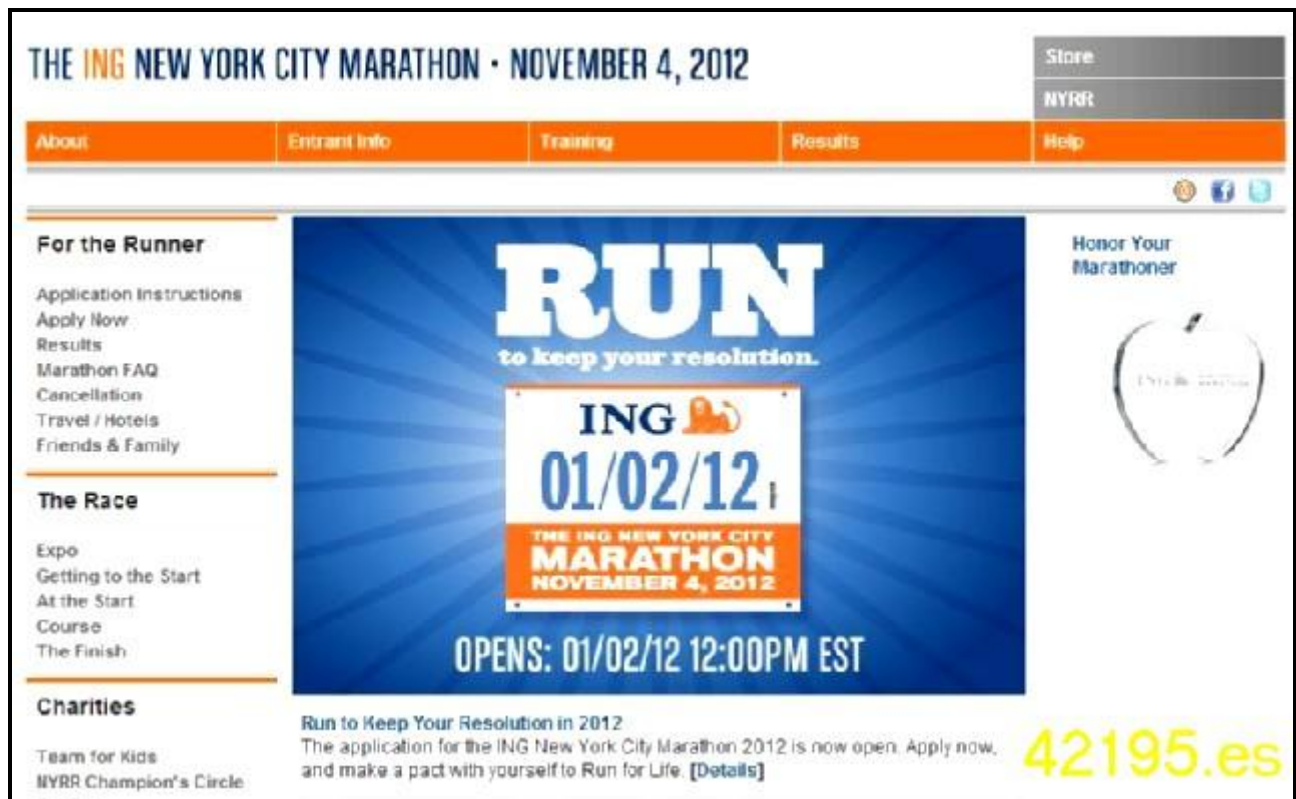 THE ING NEW YORK CITY MARATHON · NOVEMBER 4, 2012
Store
NYRR
About
Entrant Info
Training
Results
Help
For the Runner
Application Instructions
Apply Now
Results
Marathon FAQ
Cancellation
Travel / Hotels
Friends & Family
The Race
Expo
Getting to the Start
At the Start
Course
The Finish
Charities
Team for Kids
NYRR Champion's Circle
RUN
to keep your resolution.
ING
01/02/12
THE ING NEW YORK CITY
MARATHON
NOVEMBER 4, 2012
OPENS: 01/02/12 12:00PM EST
Run to Keep Your Resolution in 2012
The application for the ING New York City Marathon 2012 is now open. Apply now,
and make a pact with yourself to Run for Life. [Details]
Honor Your
Marathoner
ING
42195.es